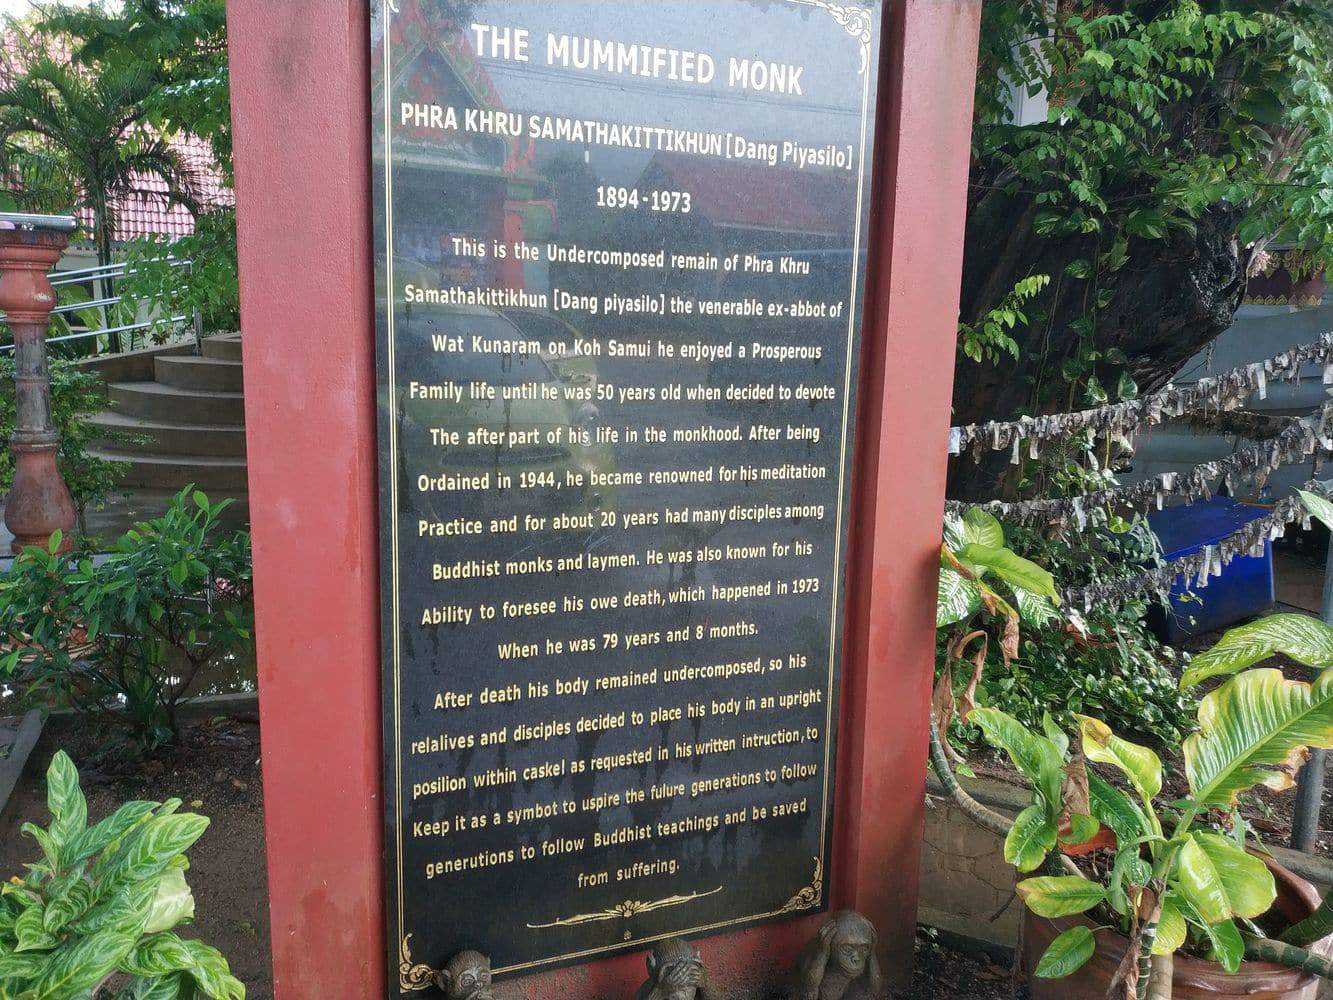 THE MUMMIFIED MONK
PHRA KHRU SAMATHAKITTIKHUN [Dang Piyasilo]
1894-1973
This is the Undercomposed remain of Phra Khru
Samathakittikhun [Dang piyasilo] the venerable ex-abbot of
Wat Kunaram on Koh Samui he enjoyed a Prosperous
Family life until he was 50 years old when decided to devote
The after part of his life in the monkhood. After being
Ordained in 1944, he became renowned for his meditation
Practice and for about 20 years had many disciples among
Buddhist monks and laymen. He was also known for his
Ability to foresee his owe death, which happened in 1973
When he was 79 years and 8 months.
After death his body remained undercomposed, so his
relalives and disciples decided to place his body in an upright
posilion within caskel as requested in his written intruction, to
Keep it as a symbot to uspire the fulure generations to follow
generutions to follow Buddhist teachings and be saved
from suffering.